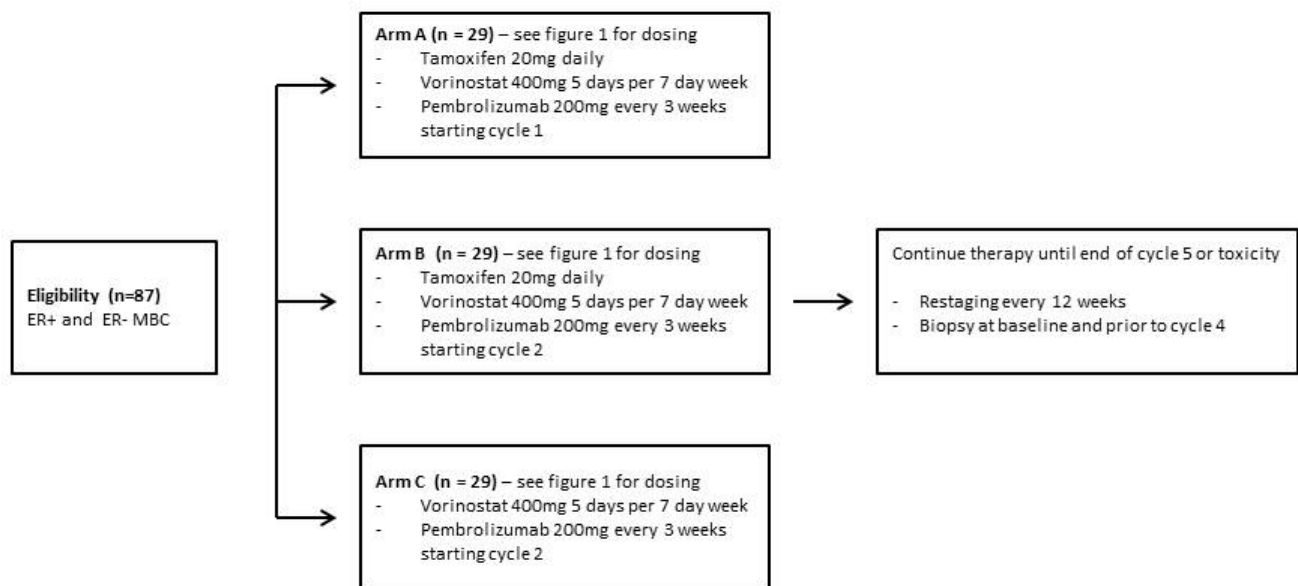 Eligibility (n=87)
ER+ and ER- MBC
Arm A (n = 29) – see figure 1 for dosing
- Tamoxifen 20mg daily
- Vorinostat 400mg 5 days per 7 day week
- Pembrolizumab 200mg every 3 weeks
starting cycle 1
Arm B (n = 29) – see figure 1 for dosing
- Tamoxifen 20mg daily
- Vorinostat 400mg 5 days per 7 day week
- Pembrolizumab 200mg every 3 weeks
starting cycle 2
Arm C (n = 29) – see figure 1 for dosing
- Vorinostat 400mg 5 days per 7 day week
- Pembrolizumab 200mg every 3 weeks
starting cycle 2
Continue therapy until end of cycle 5 or toxicity
- Restaging every 12 weeks
- Biopsy at baseline and prior to cycle 4